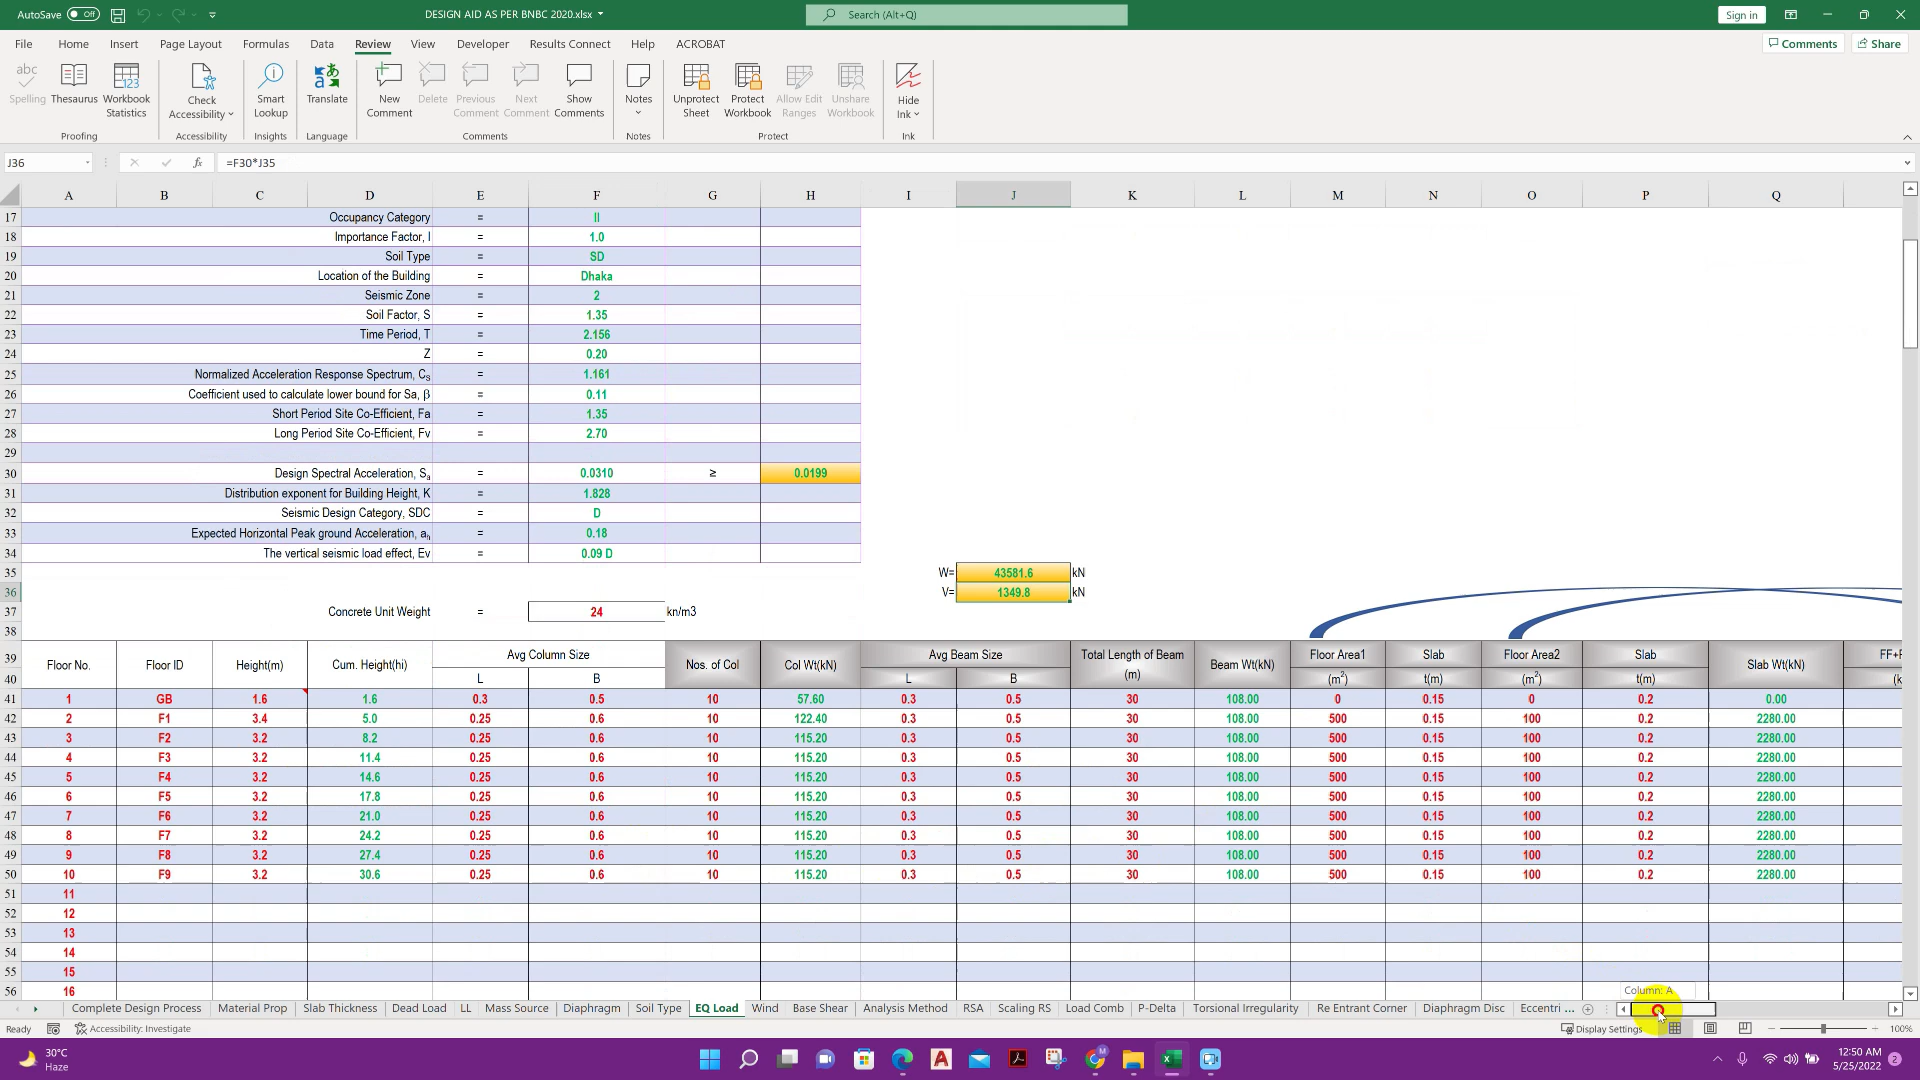 AutoSave Off DESIGN AID AS PER BNBC 2020.xlsx Search (Alt+Q) Sign in
File Home Insert Page Layout Formulas Data Review View Developer Results Connect Help ACROBAT Comments Share
Spelling Thesaurus Workbook Statistics Check Accessibility Smart Lookup Translate New Comment Delete Previous Comment Next Comment Show Comments Notes Unprotect Sheet Protect Workbook Allow Edit Ranges Unshare Workbook Hide Ink
Proofing Accessibility Insights Language Comments Notes Protect Ink
J36 fx =F30*J35
A B C D E F G H I J K L M N O P Q
17 Occupancy Category = II
18 Importance Factor, I = 1.0
19 Soil Type = SD
20 Location of the Building = Dhaka
21 Seismic Zone = 2
22 Soil Factor, S = 1.35
23 Time Period, T = 2.156
24 Z = 0.20
25 Normalized Acceleration Response Spectrum, CS = 1.161
26 Coefficient used to calculate lower bound for Sa, β = 0.11
27 Short Period Site Co-Efficient, Fa = 1.35
28 Long Period Site Co-Efficient, Fv = 2.70
29
30 Design Spectral Acceleration, Sa = 0.0310 ≥ 0.0199
31 Distribution exponent for Building Height, K = 1.828
32 Seismic Design Category, SDC = D
33 Expected Horizontal Peak ground Acceleration, ah = 0.18
34 The vertical seismic load effect, Ev = 0.09 D
35 W= 43581.6 kN
36 V= 1349.8 kN
37 Concrete Unit Weight = 24 kn/m3
38
39 Floor No. Floor ID Height(m) Cum. Height(hi) Avg Column Size Nos. of Col Col Wt(kN) Avg Beam Size Total Length of Beam (m) Beam Wt(kN) Floor Area1 Slab Floor Area2 Slab Slab Wt(kN)
40 L B L B (m2) t(m) (m2) t(m)
41 1 GB 1.6 1.6 0.3 0.5 10 57.60 0.3 0.5 30 108.00 0 0.15 0 0.2 0.00
42 2 F1 3.4 5.0 0.25 0.6 10 122.40 0.3 0.5 30 108.00 500 0.15 100 0.2 2280.00
43 3 F2 3.2 8.2 0.25 0.6 10 115.20 0.3 0.5 30 108.00 500 0.15 100 0.2 2280.00
44 4 F3 3.2 11.4 0.25 0.6 10 115.20 0.3 0.5 30 108.00 500 0.15 100 0.2 2280.00
45 5 F4 3.2 14.6 0.25 0.6 10 115.20 0.3 0.5 30 108.00 500 0.15 100 0.2 2280.00
46 6 F5 3.2 17.8 0.25 0.6 10 115.20 0.3 0.5 30 108.00 500 0.15 100 0.2 2280.00
47 7 F6 3.2 21.0 0.25 0.6 10 115.20 0.3 0.5 30 108.00 500 0.15 100 0.2 2280.00
48 8 F7 3.2 24.2 0.25 0.6 10 115.20 0.3 0.5 30 108.00 500 0.15 100 0.2 2280.00
49 9 F8 3.2 27.4 0.25 0.6 10 115.20 0.3 0.5 30 108.00 500 0.15 100 0.2 2280.00
50 10 F9 3.2 30.6 0.25 0.6 10 115.20 0.3 0.5 30 108.00 500 0.15 100 0.2 2280.00
51 11
52 12
53 13
54 14
55 15
56 16
Column: A
Complete Design Process Material Prop Slab Thickness Dead Load LL Mass Source Diaphragm Soil Type EQ Load Wind Base Shear Analysis Method RSA Scaling RS Load Comb P-Delta Torsional Irregularity Re Entrant Corner Diaphragm Disc Eccentri ...
Ready Accessibility: Investigate Display Settings 100%
30°C 12:50 AM
Haze 5/25/2022 2